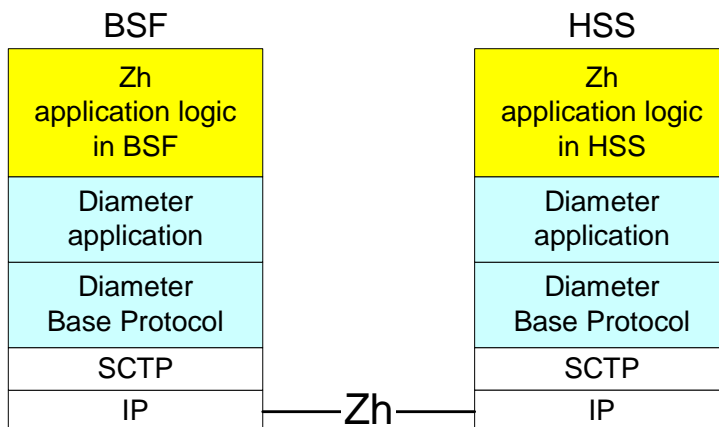 BSF
Zh
application logic
in BSF
Diameter
application
Diameter
Base Protocol
SCTP
IP
Zh
HSS
Zh
application logic
in HSS
Diameter
application
Diameter
Base Protocol
SCTP
IP